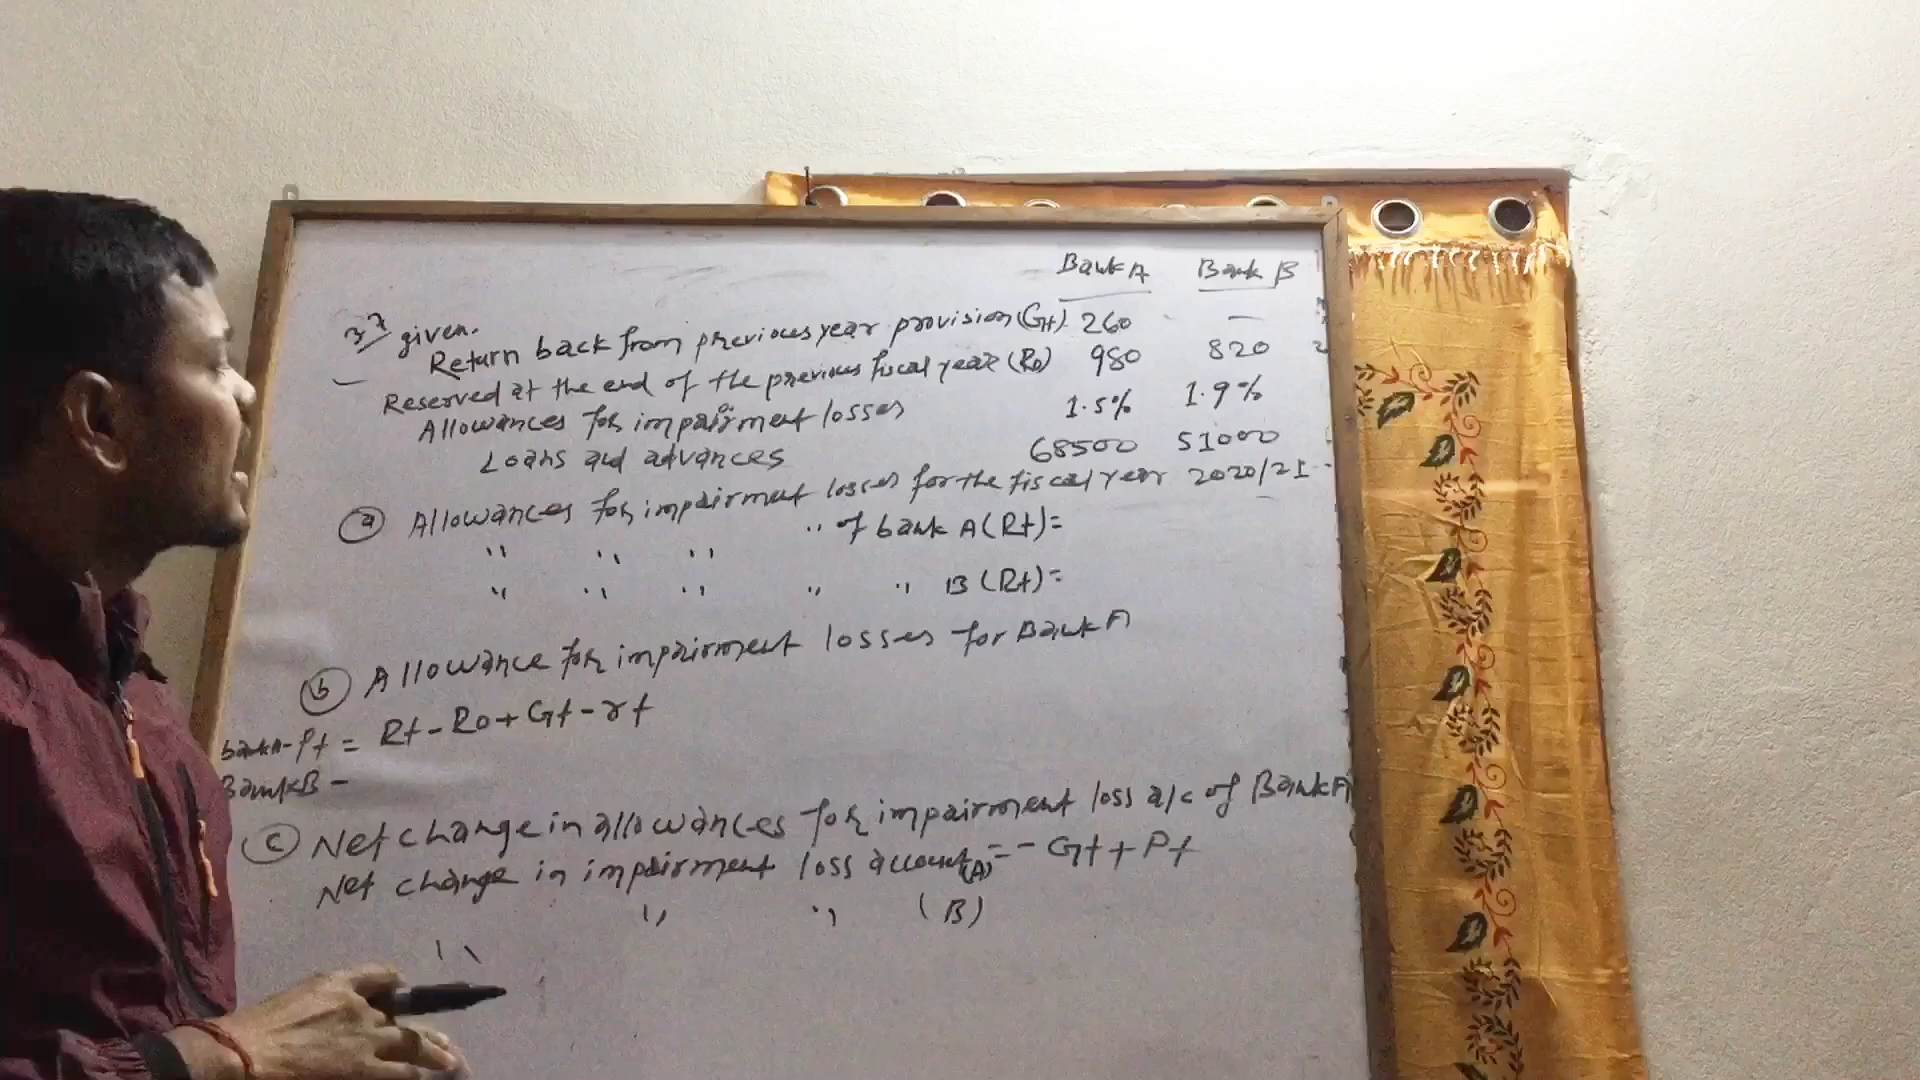 Bank A Bank B
given.
Return back from previous year provision (Gt) 260 —
Reserved at the end of the previous fiscal year (R0) 980 820
Allowances for impairment losses 1.5% 1.9%
Loans and advances 68500 51000
(a) Allowances for impairment losses for the fiscal year 2020/21
" " " " of bank A (Rt) =
" " " " " B (Rt) =
(b) Allowance for impairment losses for Bank A
bank A - Pt = Rt - R0 + Gt - rt
Bank B -
(c) Net change in allowances for impairment loss a/c of Bank A
Net change in impairment loss account (A) = - Gt + Pt
" " " (B)